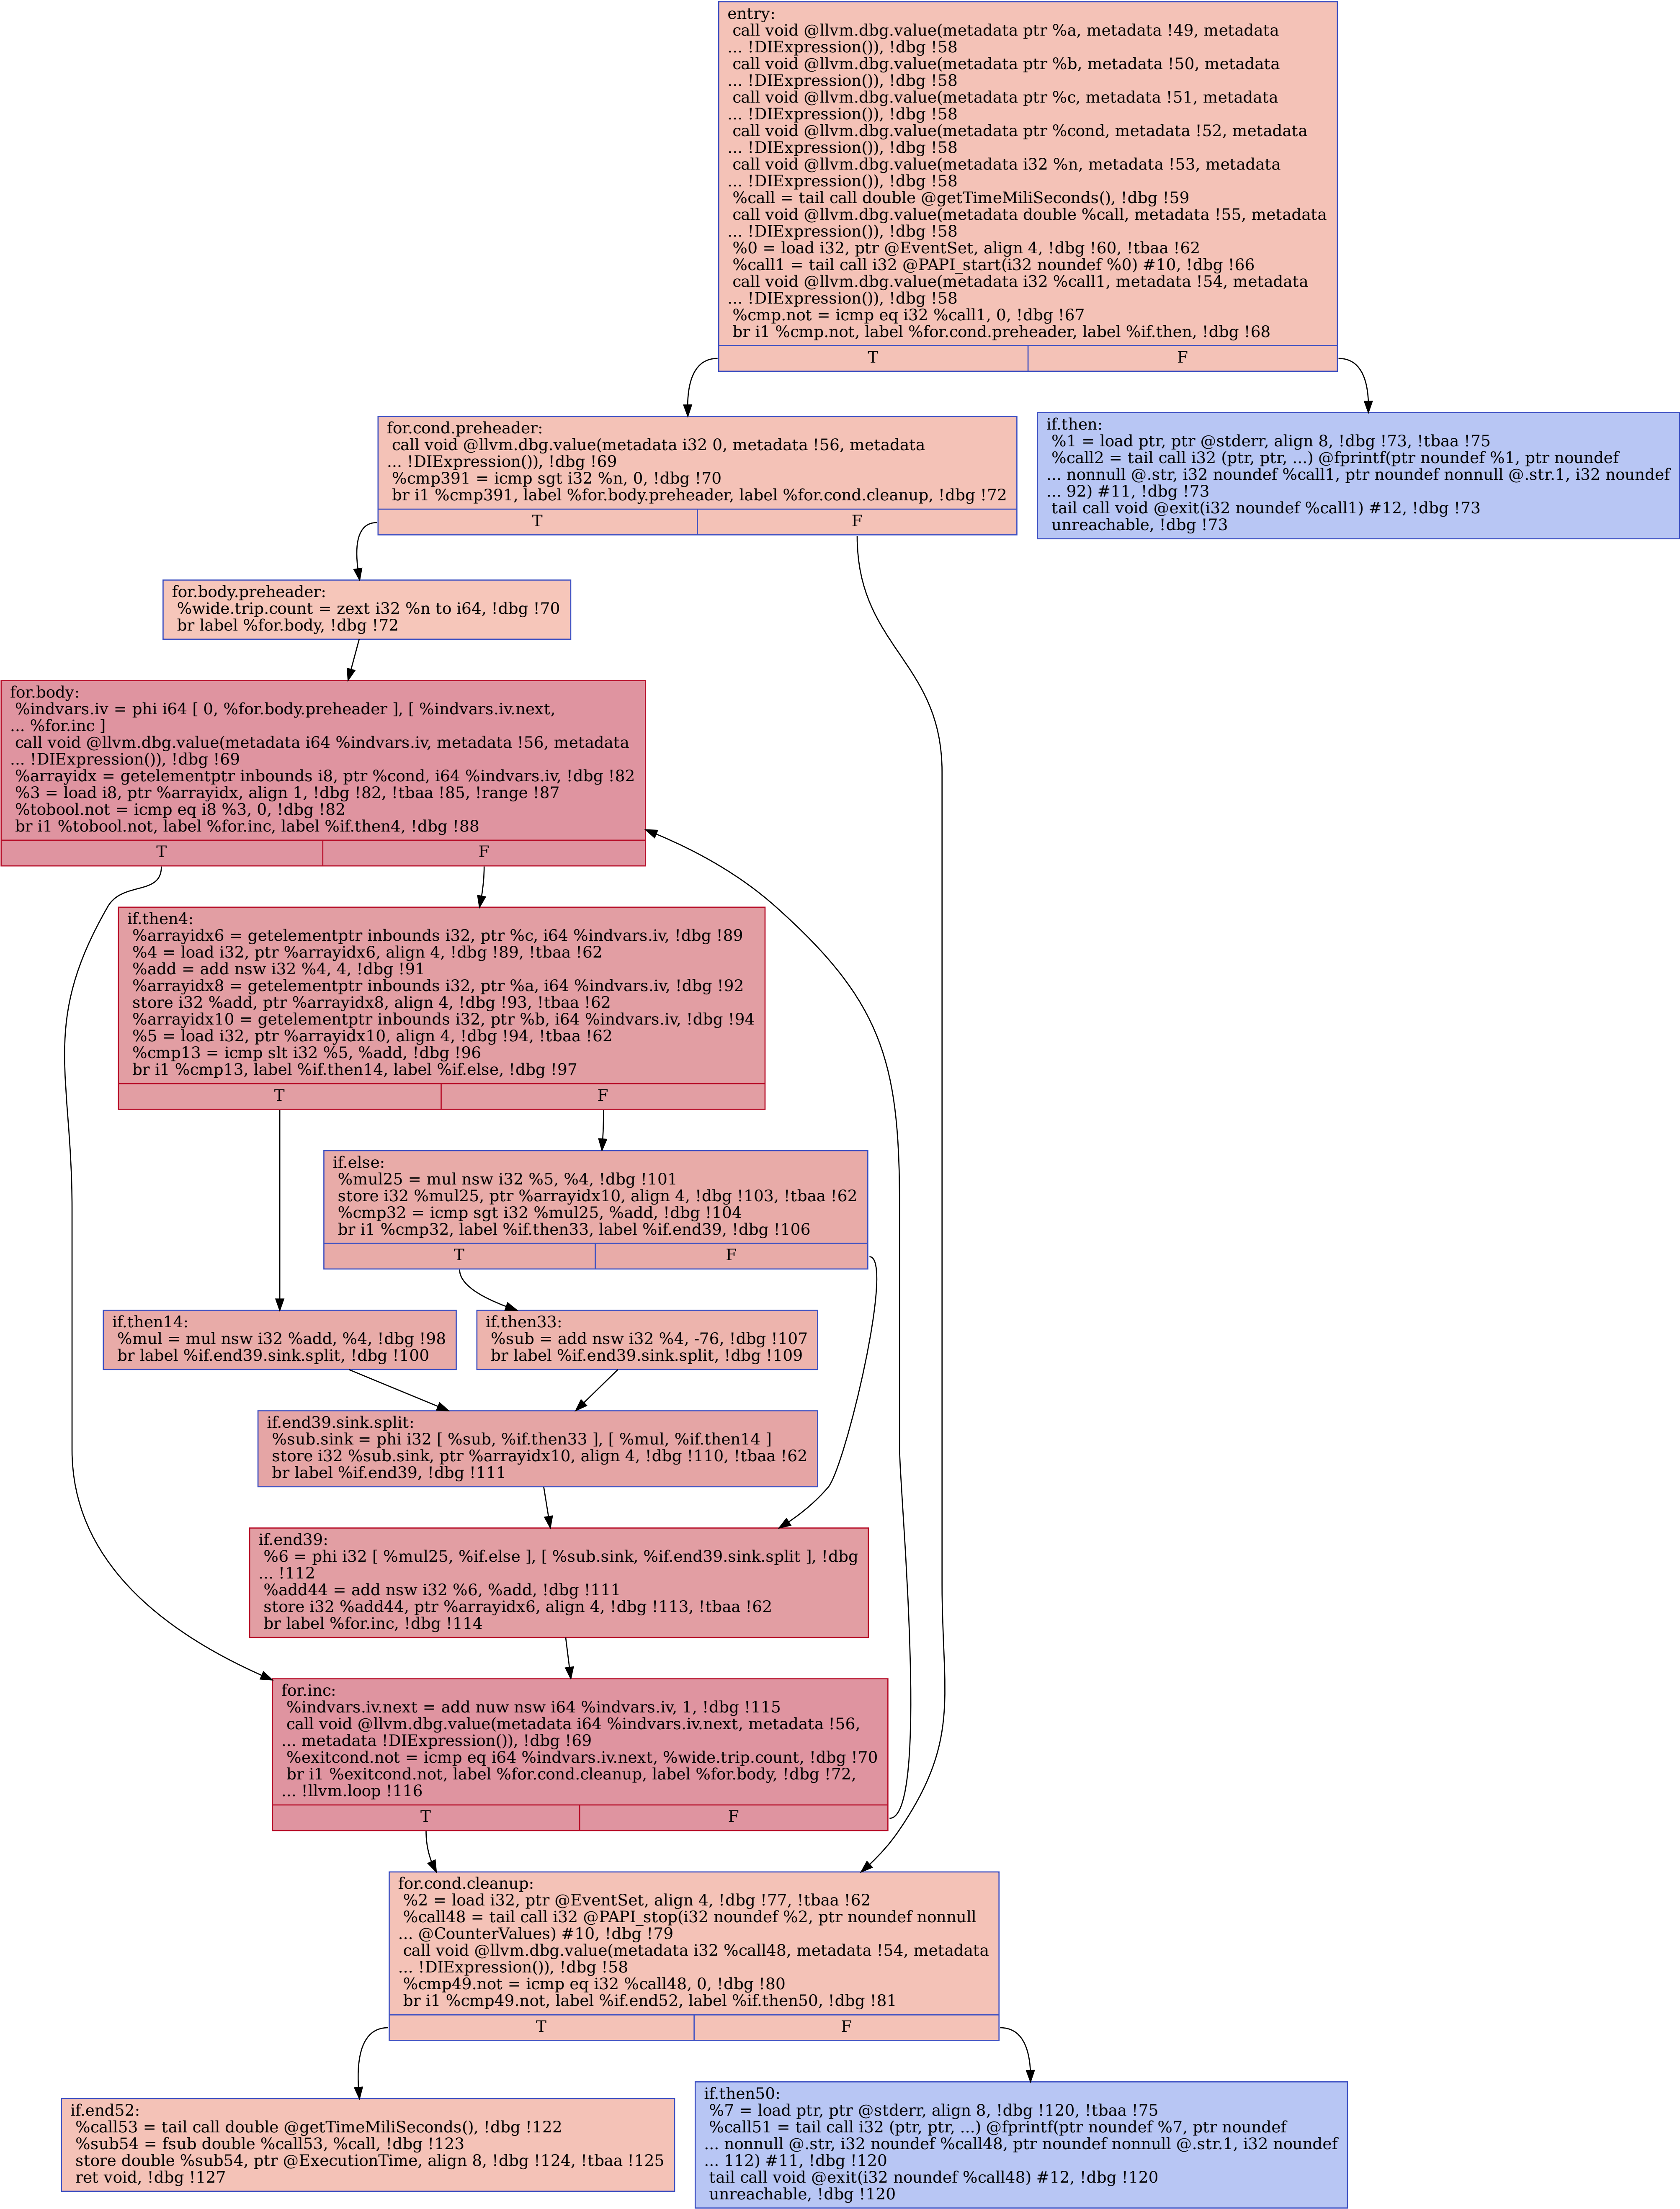 entry:
call void @llvm.dbg.value(metadata ptr %a, metadata !49, metadata
... !DIExpression()), !dbg !58
call void @llvm.dbg.value(metadata ptr %b, metadata !50, metadata
... !DIExpression()), !dbg !58
call void @llvm.dbg.value(metadata ptr %c, metadata !51, metadata
... !DIExpression()), !dbg !58
call void @llvm.dbg.value(metadata ptr %cond, metadata !52, metadata
... !DIExpression()), !dbg !58
call void @llvm.dbg.value(metadata i32 %n, metadata !53, metadata
... !DIExpression()), !dbg !58
%call = tail call double @getTimeMiliSeconds(), !dbg !59
call void @llvm.dbg.value(metadata double %call, metadata !55, metadata
... !DIExpression()), !dbg !58
%0 = load i32, ptr @EventSet, align 4, !dbg !60, !tbaa !62
%call1 = tail call i32 @PAPI_start(i32 noundef %0) #10, !dbg !66
call void @llvm.dbg.value(metadata i32 %call1, metadata !54, metadata
... !DIExpression()), !dbg !58
%cmp.not = icmp eq i32 %call1, 0, !dbg !67
br i1 %cmp.not, label %for.cond.preheader, label %if.then, !dbg !68
T F
for.cond.preheader:
call void @llvm.dbg.value(metadata i32 0, metadata !56, metadata
... !DIExpression()), !dbg !69
%cmp391 = icmp sgt i32 %n, 0, !dbg !70
br i1 %cmp391, label %for.body.preheader, label %for.cond.cleanup, !dbg !72
T F
if.then:
%1 = load ptr, ptr @stderr, align 8, !dbg !73, !tbaa !75
%call2 = tail call i32 (ptr, ptr, ...) @fprintf(ptr noundef %1, ptr noundef
... nonnull @.str, i32 noundef %call1, ptr noundef nonnull @.str.1, i32 noundef
... 92) #11, !dbg !73
tail call void @exit(i32 noundef %call1) #12, !dbg !73
unreachable, !dbg !73
for.body.preheader:
%wide.trip.count = zext i32 %n to i64, !dbg !70
br label %for.body, !dbg !72
for.body:
%indvars.iv = phi i64 [ 0, %for.body.preheader ], [ %indvars.iv.next,
... %for.inc ]
call void @llvm.dbg.value(metadata i64 %indvars.iv, metadata !56, metadata
... !DIExpression()), !dbg !69
%arrayidx = getelementptr inbounds i8, ptr %cond, i64 %indvars.iv, !dbg !82
%3 = load i8, ptr %arrayidx, align 1, !dbg !82, !tbaa !85, !range !87
%tobool.not = icmp eq i8 %3, 0, !dbg !82
br i1 %tobool.not, label %for.inc, label %if.then4, !dbg !88
T F
if.then4:
%arrayidx6 = getelementptr inbounds i32, ptr %c, i64 %indvars.iv, !dbg !89
%4 = load i32, ptr %arrayidx6, align 4, !dbg !89, !tbaa !62
%add = add nsw i32 %4, 4, !dbg !91
%arrayidx8 = getelementptr inbounds i32, ptr %a, i64 %indvars.iv, !dbg !92
store i32 %add, ptr %arrayidx8, align 4, !dbg !93, !tbaa !62
%arrayidx10 = getelementptr inbounds i32, ptr %b, i64 %indvars.iv, !dbg !94
%5 = load i32, ptr %arrayidx10, align 4, !dbg !94, !tbaa !62
%cmp13 = icmp slt i32 %5, %add, !dbg !96
br i1 %cmp13, label %if.then14, label %if.else, !dbg !97
T F
if.else:
%mul25 = mul nsw i32 %5, %4, !dbg !101
store i32 %mul25, ptr %arrayidx10, align 4, !dbg !103, !tbaa !62
%cmp32 = icmp sgt i32 %mul25, %add, !dbg !104
br i1 %cmp32, label %if.then33, label %if.end39, !dbg !106
T F
if.then14:
%mul = mul nsw i32 %add, %4, !dbg !98
br label %if.end39.sink.split, !dbg !100
if.then33:
%sub = add nsw i32 %4, -76, !dbg !107
br label %if.end39.sink.split, !dbg !109
if.end39.sink.split:
%sub.sink = phi i32 [ %sub, %if.then33 ], [ %mul, %if.then14 ]
store i32 %sub.sink, ptr %arrayidx10, align 4, !dbg !110, !tbaa !62
br label %if.end39, !dbg !111
if.end39:
%6 = phi i32 [ %mul25, %if.else ], [ %sub.sink, %if.end39.sink.split ], !dbg
... !112
%add44 = add nsw i32 %6, %add, !dbg !111
store i32 %add44, ptr %arrayidx6, align 4, !dbg !113, !tbaa !62
br label %for.inc, !dbg !114
for.inc:
%indvars.iv.next = add nuw nsw i64 %indvars.iv, 1, !dbg !115
call void @llvm.dbg.value(metadata i64 %indvars.iv.next, metadata !56,
... metadata !DIExpression()), !dbg !69
%exitcond.not = icmp eq i64 %indvars.iv.next, %wide.trip.count, !dbg !70
br i1 %exitcond.not, label %for.cond.cleanup, label %for.body, !dbg !72,
... !llvm.loop !116
T F
for.cond.cleanup:
%2 = load i32, ptr @EventSet, align 4, !dbg !77, !tbaa !62
%call48 = tail call i32 @PAPI_stop(i32 noundef %2, ptr noundef nonnull
... @CounterValues) #10, !dbg !79
call void @llvm.dbg.value(metadata i32 %call48, metadata !54, metadata
... !DIExpression()), !dbg !58
%cmp49.not = icmp eq i32 %call48, 0, !dbg !80
br i1 %cmp49.not, label %if.end52, label %if.then50, !dbg !81
T F
if.end52:
%call53 = tail call double @getTimeMiliSeconds(), !dbg !122
%sub54 = fsub double %call53, %call, !dbg !123
store double %sub54, ptr @ExecutionTime, align 8, !dbg !124, !tbaa !125
ret void, !dbg !127
if.then50:
%7 = load ptr, ptr @stderr, align 8, !dbg !120, !tbaa !75
%call51 = tail call i32 (ptr, ptr, ...) @fprintf(ptr noundef %7, ptr noundef
... nonnull @.str, i32 noundef %call48, ptr noundef nonnull @.str.1, i32 noundef
... 112) #11, !dbg !120
tail call void @exit(i32 noundef %call48) #12, !dbg !120
unreachable, !dbg !120